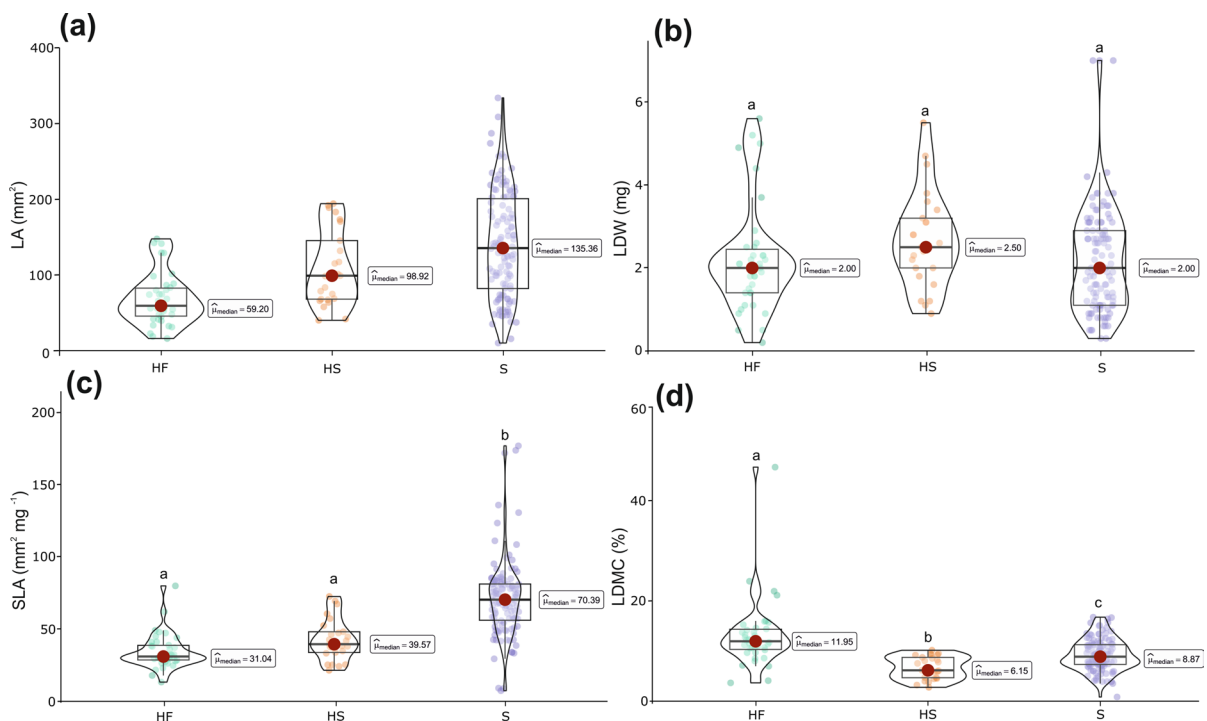 (a)
400
300
200
100
0
LA (mm²)
μ̂median = 59.20
μ̂median = 98.92
μ̂median = 135.36
HF
HS
S
(b)
6
4
2
0
LDW (mg)
a
a
a
μ̂median = 2.00
μ̂median = 2.50
μ̂median = 2.00
HF
HS
S
(c)
200
150
100
50
0
SLA (mm² mg ⁻¹)
a
a
b
μ̂median = 31.04
μ̂median = 39.57
μ̂median = 70.39
HF
HS
S
(d)
60
40
20
0
LDMC (%)
a
b
c
μ̂median = 11.95
μ̂median = 6.15
μ̂median = 8.87
HF
HS
S